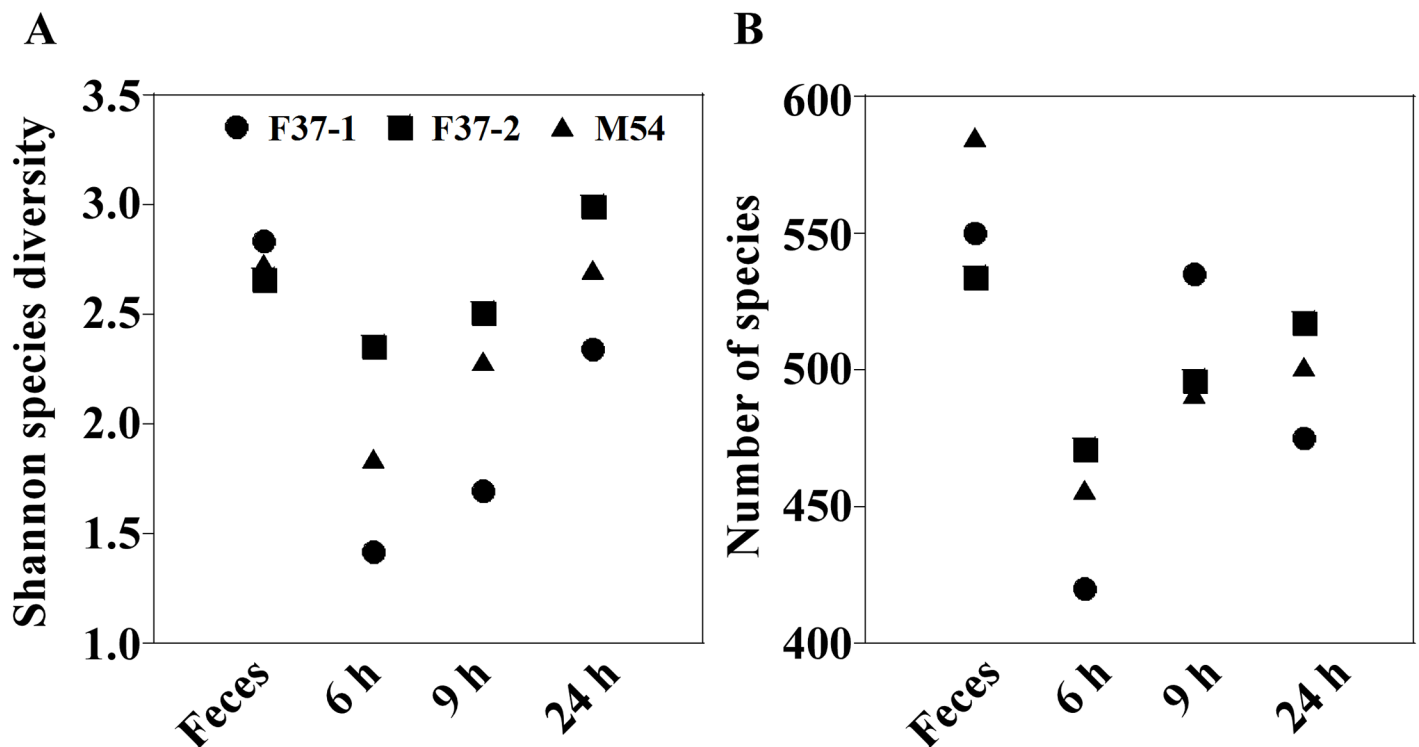 A
Shannon species diversity
3.5
3.0
2.5
2.0
1.5
1.0
F37-1 F37-2 M54
Feces 6 h 9 h 24 h
B
Number of species
600
550
500
450
400
Feces 6 h 9 h 24 h